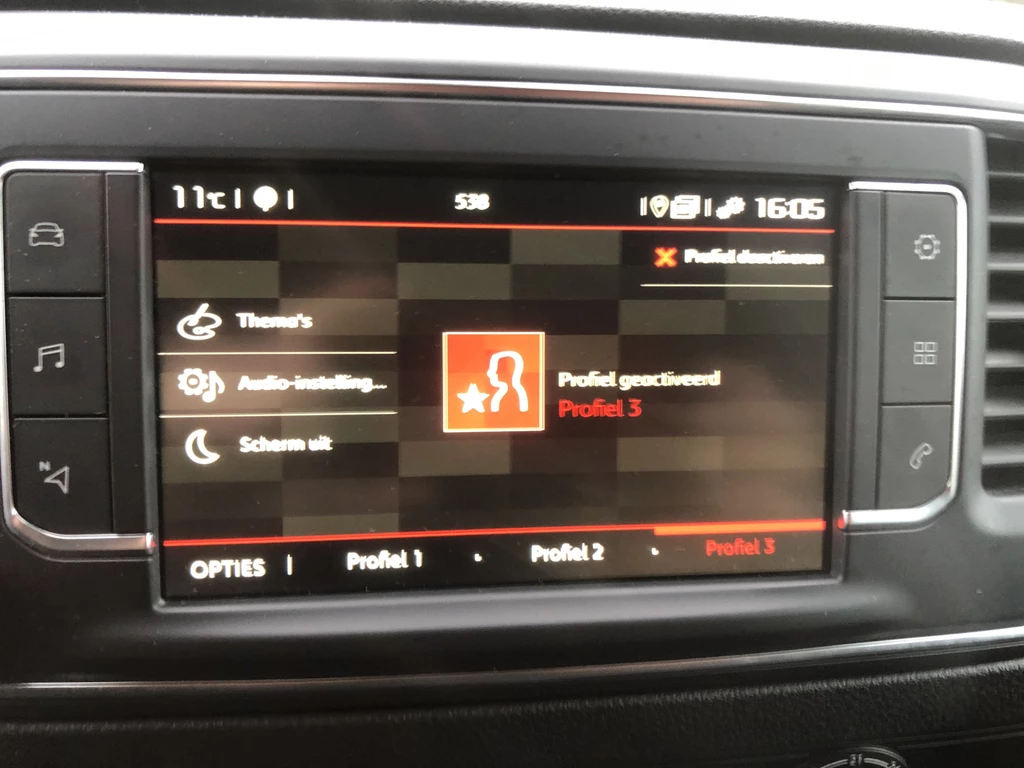 11°C
538
16:05
Profiel deactiveren
Thema's
Audio-instelling...
Profiel geactiveerd
Profiel 3
Scherm uit
OPTIES
Profiel 1
Profiel 2
Profiel 3
N
21